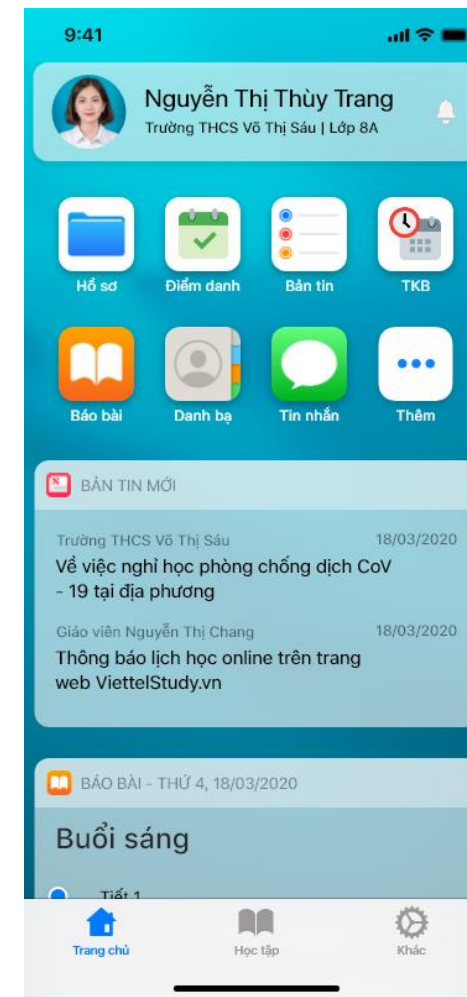 9:41
Nguyễn Thị Thùy Trang
Trường THCS Võ Thị Sáu | Lớp 8A
Hồ sơ
Điểm danh
Bản tin
TKB
Báo bài
Danh bạ
Tin nhắn
Thêm
BẢN TIN MỚI
Trường THCS Võ Thị Sáu 18/03/2020
Về việc nghỉ học phòng chống dịch CoV
- 19 tại địa phương
Giáo viên Nguyễn Thị Chang 18/03/2020
Thông báo lịch học online trên trang
web ViettelStudy.vn
BÁO BÀI - THỨ 4, 18/03/2020
Buổi sáng
Tiết 1
Trang chủ
Học tập
Khác